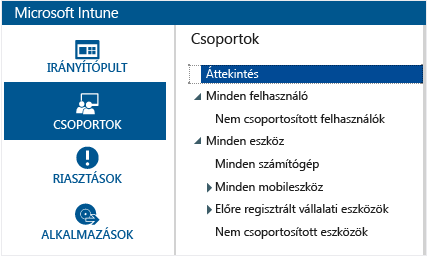 Microsoft Intune
IRÁNYÍTÓPULT
CSOPORTOK
RIASZTÁSOK
ALKALMAZÁSOK
Csoportok
Áttekintés
Minden felhasználó
Nem csoportosított felhasználók
Minden eszköz
Minden számítógép
Minden mobileszköz
Előre regisztrált vállalati eszközök
Nem csoportosított eszközök